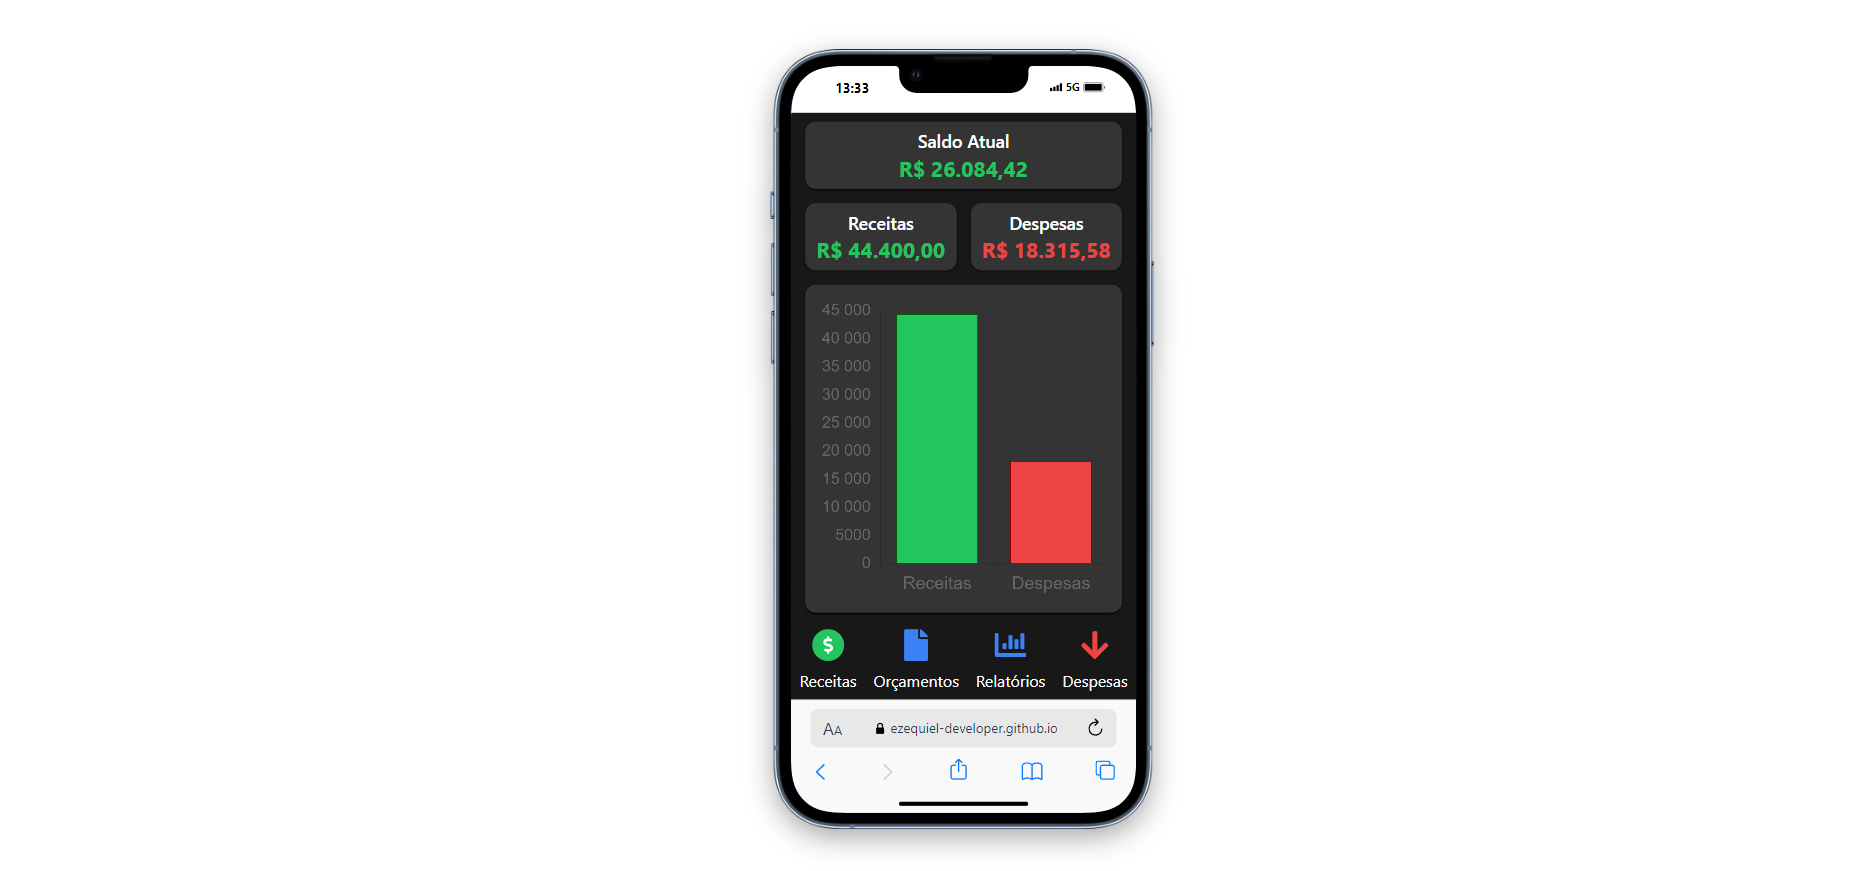 13:33 5G
Saldo Atual
R$ 26.084,42
Receitas Despesas
R$ 44.400,00 R$ 18.315,58
45 000
40 000
35 000
30 000
25 000
20 000
15 000
10 000
5000
0
Receitas Despesas
$
Receitas Orçamentos Relatórios Despesas
AA ezequiel-developer.github.io